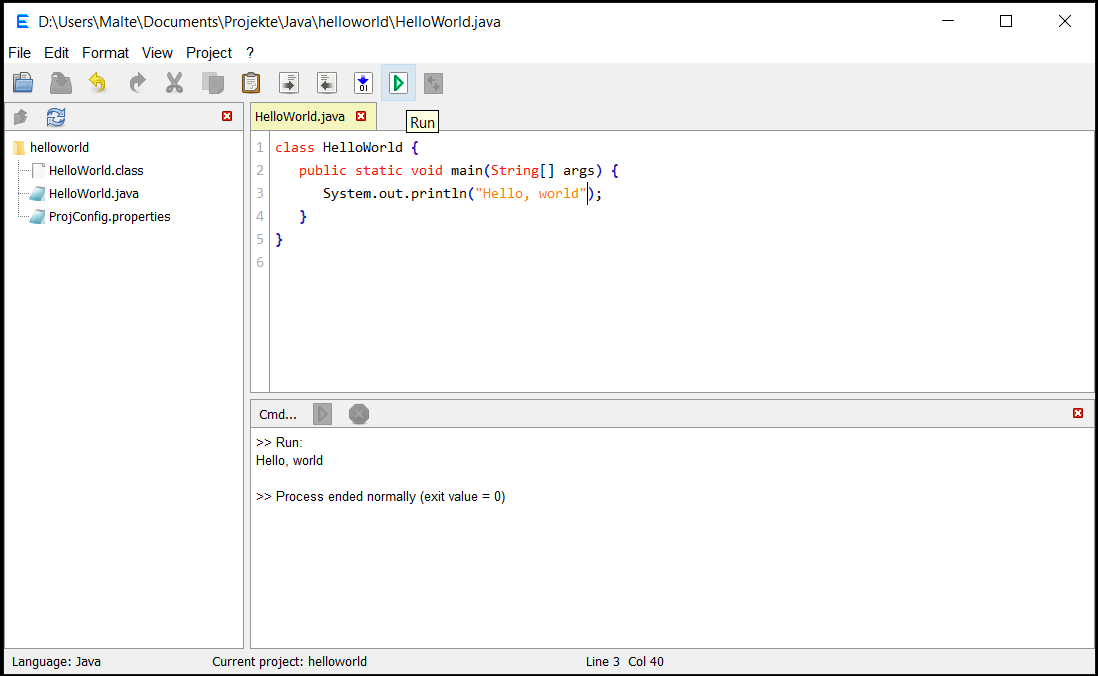 D:\Users\Malte\Documents\Projekte\Java\helloworld\HelloWorld.java
File Edit Format View Project ?
HelloWorld.java
Run
helloworld
HelloWorld.class
HelloWorld.java
ProjConfig.properties
1 class HelloWorld {
2    public static void main(String[] args) {
3       System.out.println("Hello, world");
4    }
5 }
6
Cmd...
>> Run:
Hello, world
>> Process ended normally (exit value = 0)
Language: Java Current project: helloworld Line 3 Col 40